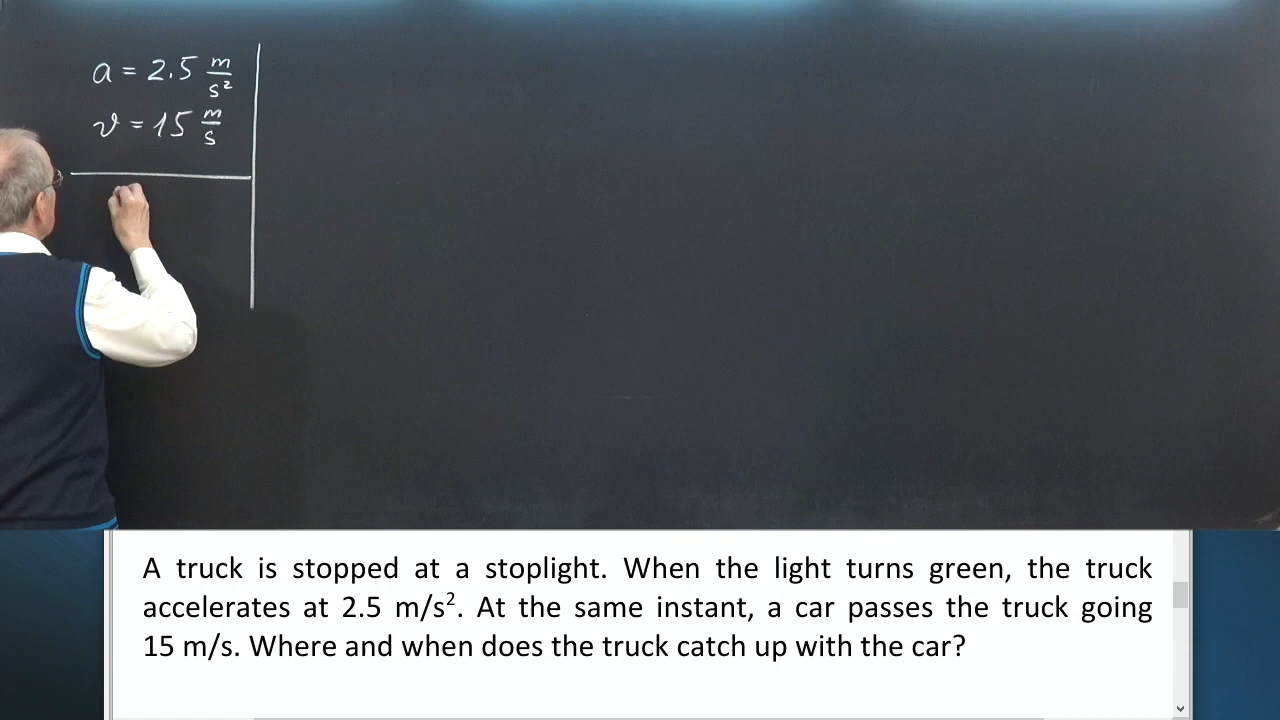 a = 2.5 m/s²
v = 15 m/s
A truck is stopped at a stoplight. When the light turns green, the truck
accelerates at 2.5 m/s². At the same instant, a car passes the truck going
15 m/s. Where and when does the truck catch up with the car?